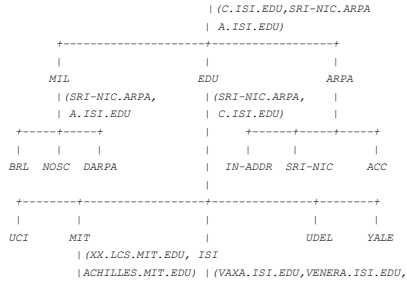 |(C.ISI.EDU,SRI-NIC.ARPA
| A.ISI.EDU)
+---------------------+------------------+
| | |
MIL EDU ARPA
|(SRI-NIC.ARPA, |(SRI-NIC.ARPA, |
| A.ISI.EDU | C.ISI.EDU) |
+-----+-----+ | +------+-----+-----+
| | | | | | |
BRL NOSC DARPA | IN-ADDR SRI-NIC ACC
|
+--------+------------------+---------------+--------+
| | | | |
UCI MIT | UDEL YALE
|(XX.LCS.MIT.EDU, ISI
|ACHILLES.MIT.EDU) |(VAXA.ISI.EDU,VENERA.ISI.EDU,